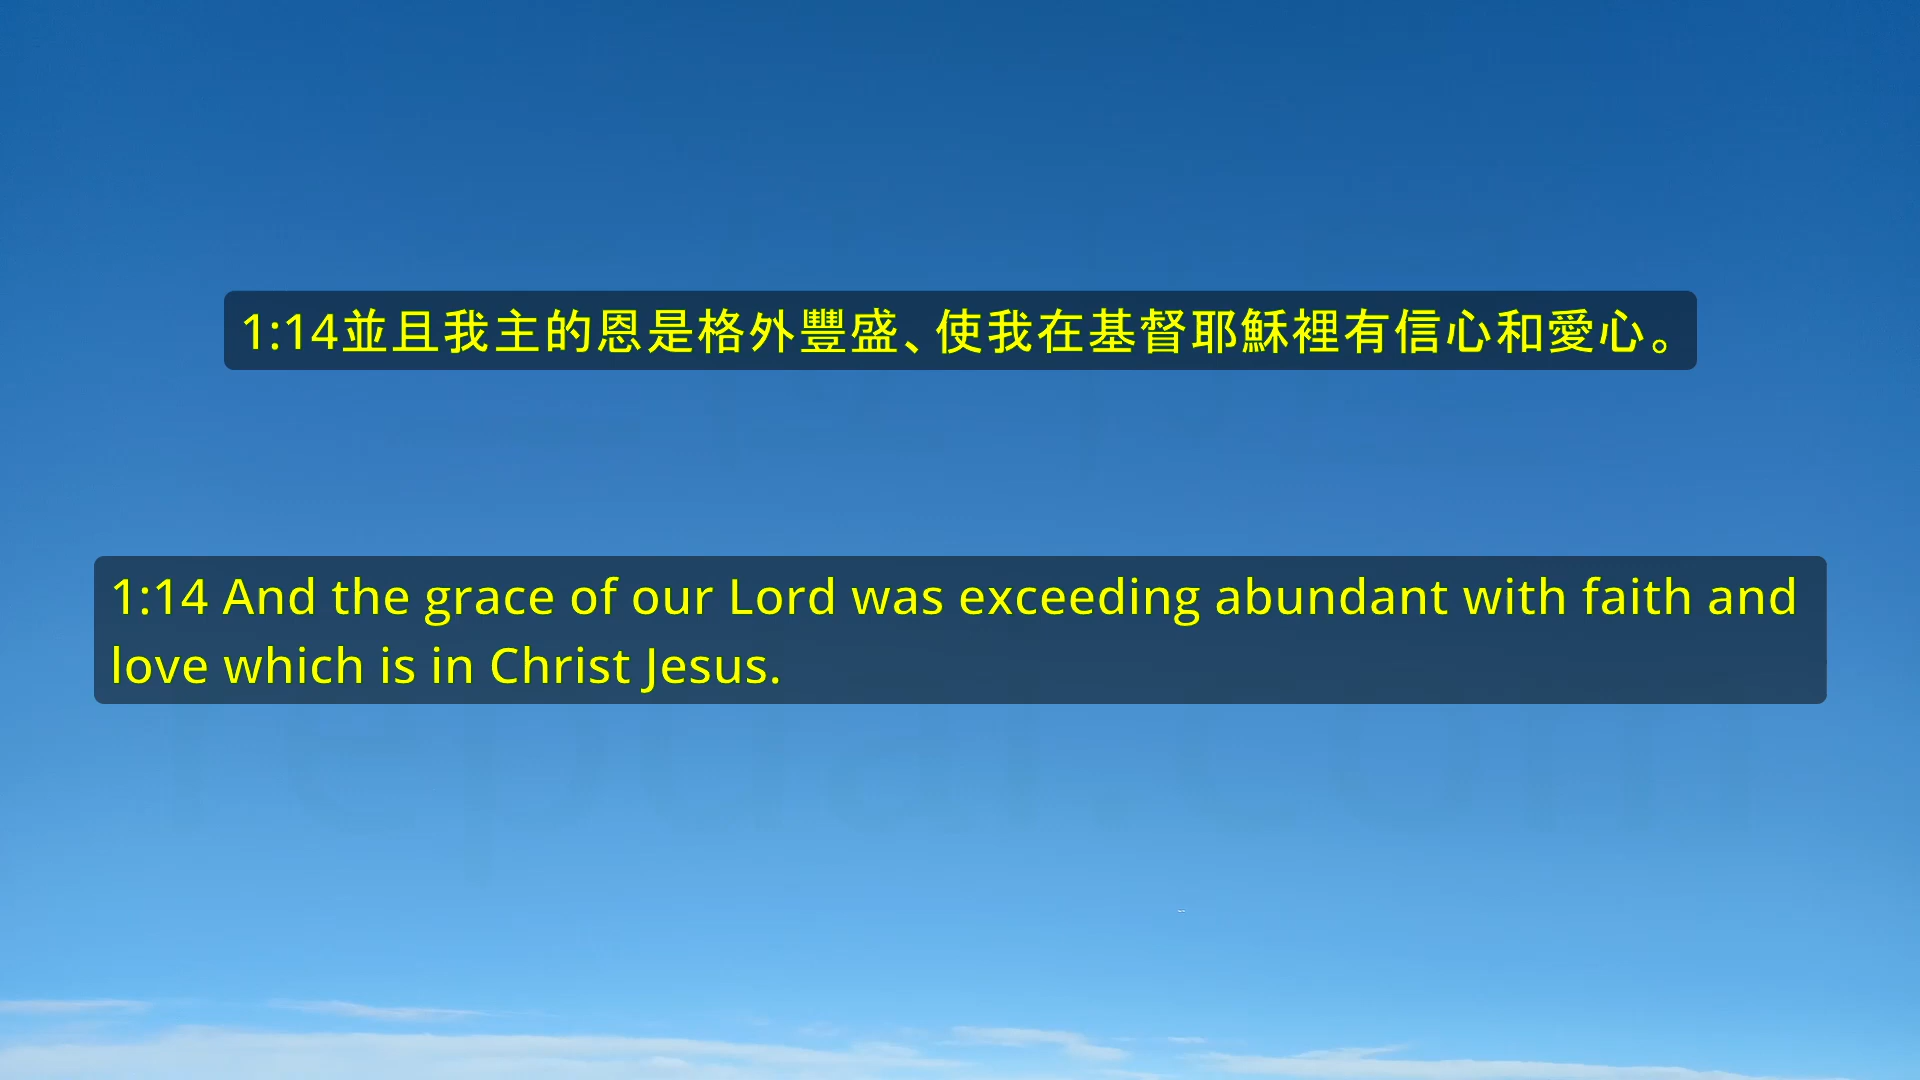 1:14並且我主的恩是格外豐盛、使我在基督耶穌裡有信心和愛心。
1:14 And the grace of our Lord was exceeding abundant with faith and
love which is in Christ Jesus.